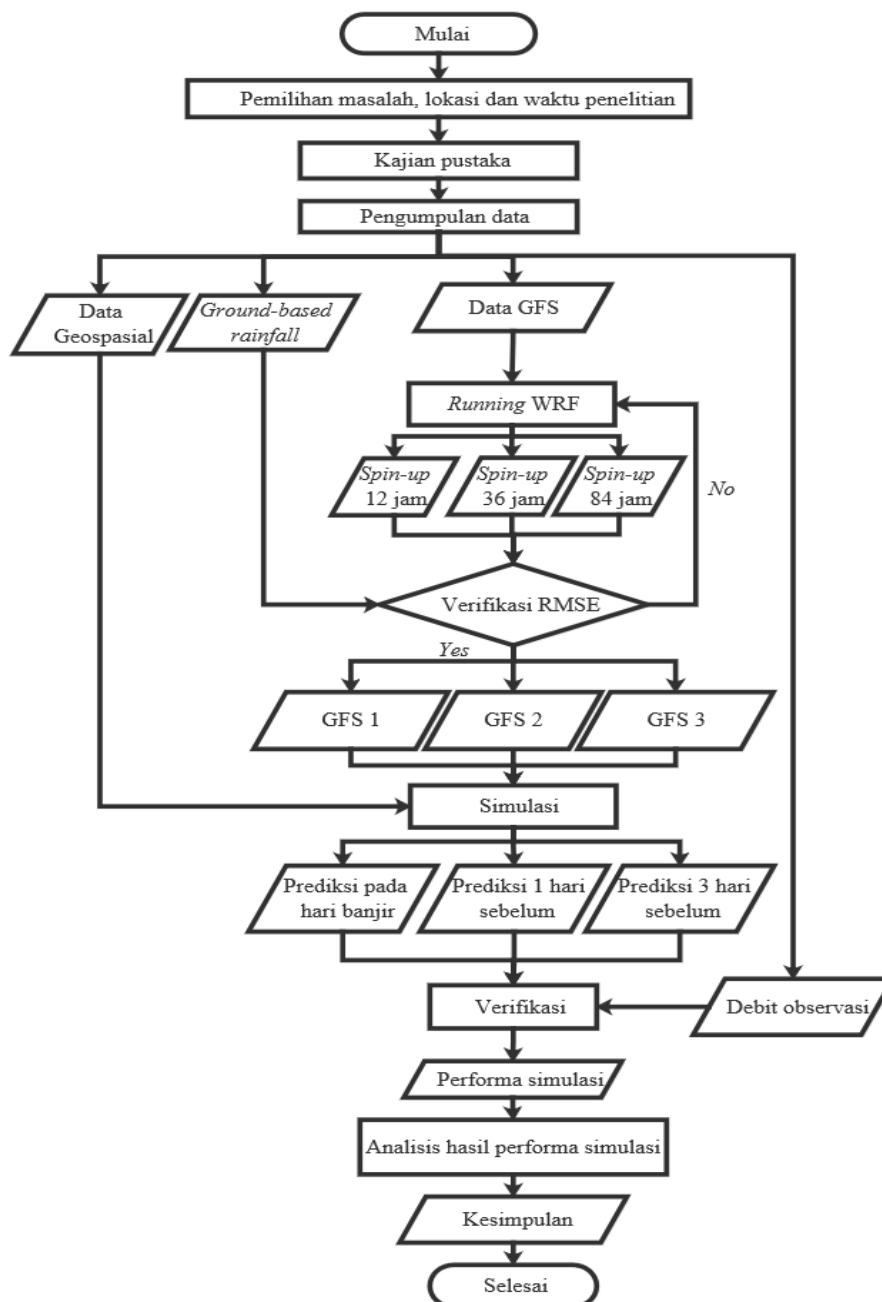 Mulai
Pemilihan masalah, lokasi dan waktu penelitian
Kajian pustaka
Pengumpulan data
Data
Geospasial
Ground-based
rainfall
Data GFS
Running WRF
Spin-up
12 jam
Spin-up
36 jam
Spin-up
84 jam
No
Verifikasi RMSE
Yes
GFS 1
GFS 2
GFS 3
Simulasi
Prediksi pada
hari banjir
Prediksi 1 hari
sebelum
Prediksi 3 hari
sebelum
Verifikasi
Debit observasi
Performa simulasi
Analisis hasil performa simulasi
Kesimpulan
Selesai